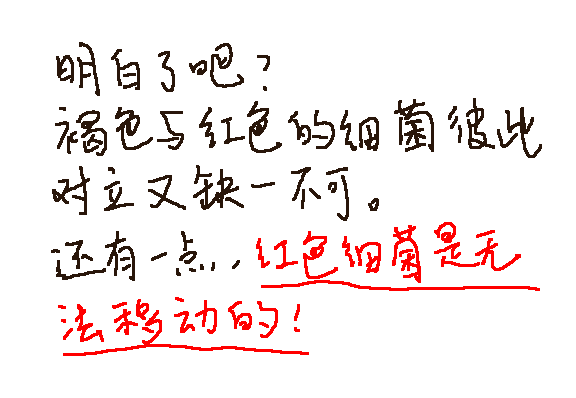 明白了吧?
褐色与红色的细菌彼此
对立又缺一不可。
还有一点,红色细菌是无
法移动的!